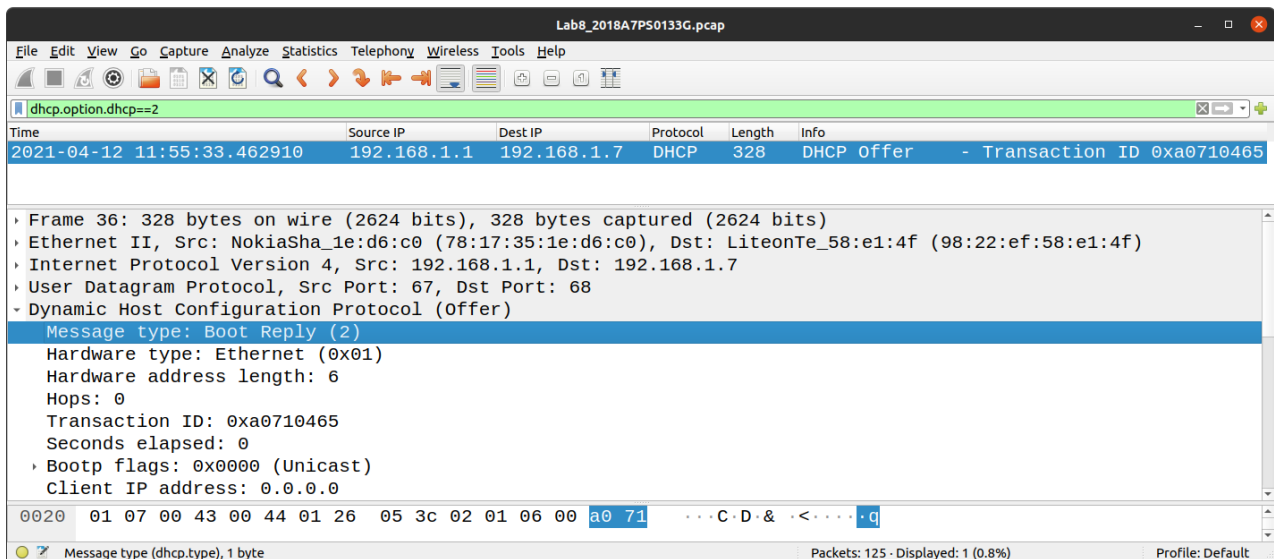 Lab8_2018A7PS0133G.pcap
File Edit View Go Capture Analyze Statistics Telephony Wireless Tools Help
dhcp.option.dhcp==2
Time Source IP Dest IP Protocol Length Info
2021-04-12 11:55:33.462910 192.168.1.1 192.168.1.7 DHCP 328 DHCP Offer - Transaction ID 0xa0710465
Frame 36: 328 bytes on wire (2624 bits), 328 bytes captured (2624 bits)
Ethernet II, Src: NokiaSha_1e:d6:c0 (78:17:35:1e:d6:c0), Dst: LiteonTe_58:e1:4f (98:22:ef:58:e1:4f)
Internet Protocol Version 4, Src: 192.168.1.1, Dst: 192.168.1.7
User Datagram Protocol, Src Port: 67, Dst Port: 68
Dynamic Host Configuration Protocol (Offer)
Message type: Boot Reply (2)
Hardware type: Ethernet (0x01)
Hardware address length: 6
Hops: 0
Transaction ID: 0xa0710465
Seconds elapsed: 0
Bootp flags: 0x0000 (Unicast)
Client IP address: 0.0.0.0
0020 01 07 00 43 00 44 01 26 05 3c 02 01 06 00 a0 71 ···C·D·& ·<·····q
Message type (dhcp.type), 1 byte Packets: 125 · Displayed: 1 (0.8%) Profile: Default